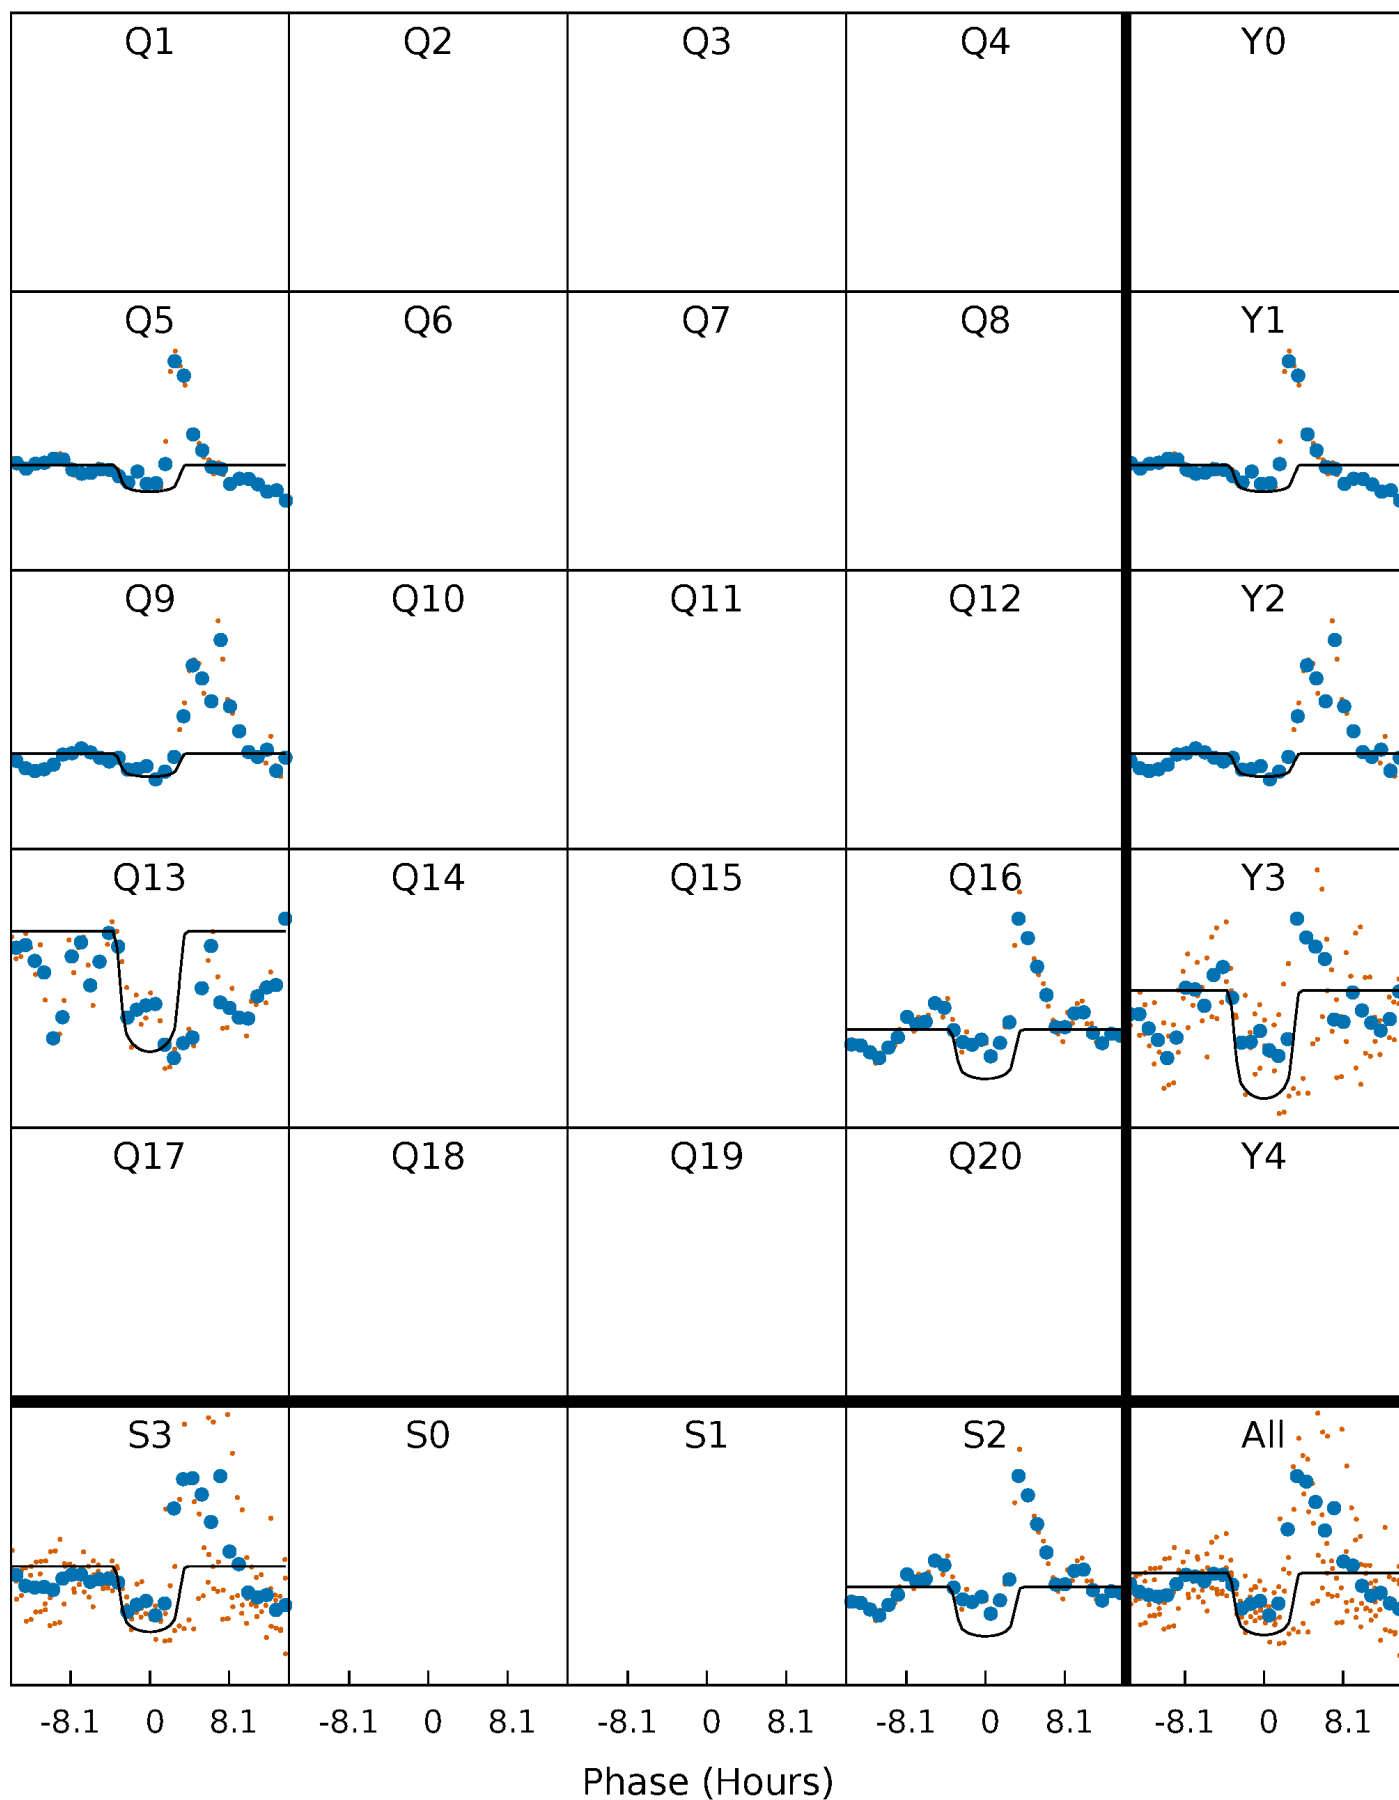 Q1 Q2 Q3 Q4 Y0
Q5 Q6 Q7 Q8 Y1
Q9 Q10 Q11 Q12 Y2
Q13 Q14 Q15 Q16 Y3
Q17 Q18 Q19 Q20 Y4
S3 S0 S1 S2 All
-8.1 0 8.1 -8.1 0 8.1 -8.1 0 8.1 -8.1 0 8.1 -8.1 0 8.1
Phase (Hours)